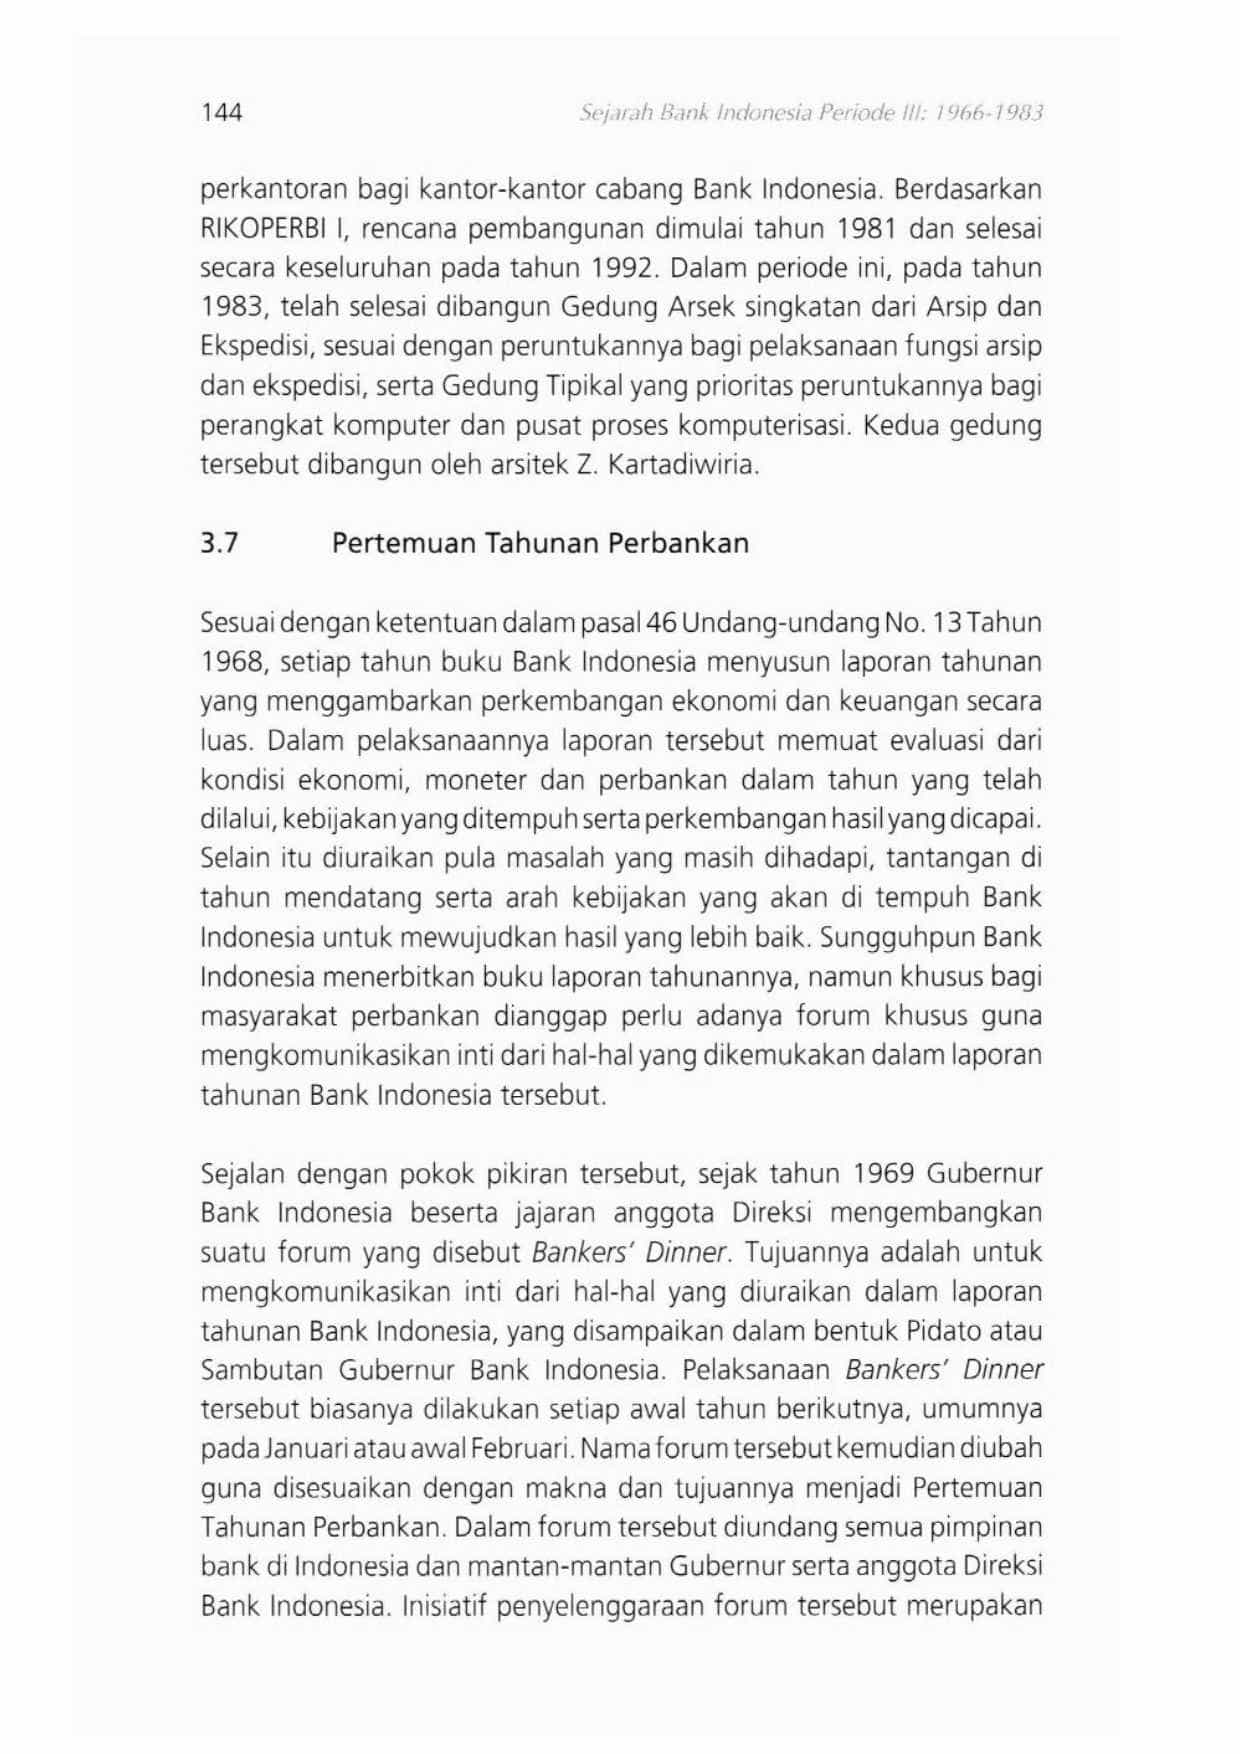 144
Sejarah Bank Indonesia Periode III: 1966-1983
perkantoran bagi kantor-kantor cabang Bank Indonesia. Berdasarkan
RIKOPERBI I, rencana pembangunan dimulai tahun 1981 dan selesai
secara keseluruhan pada tahun 1992. Dalam periode ini, pada tahun
1983, telah selesai dibangun Gedung Arsek singkatan dari Arsip dan
Ekspedisi, sesuai dengan peruntukannya bagi pelaksanaan fungsi arsip
dan ekspedisi, serta Gedung Tipikal yang prioritas peruntukannya bagi
perangkat komputer dan pusat proses komputerisasi. Kedua gedung
tersebut dibangun oleh arsitek Z. Kartadiwiria.
3.7 Pertemuan Tahunan Perbankan
Sesuai dengan ketentuan dalam pasal 46 Undang-undang No. 13 Tahun
1968, setiap tahun buku Bank Indonesia menyusun laporan tahunan
yang menggambarkan perkembangan ekonomi dan keuangan secara
luas. Dalam pelaksanaannya laporan tersebut memuat evaluasi dari
kondisi ekonomi, moneter dan perbankan dalam tahun yang telah
dilalui, kebijakan yang ditempuh serta perkembangan hasil yang dicapai.
Selain itu diuraikan pula masalah yang masih dihadapi, tantangan di
tahun mendatang serta arah kebijakan yang akan di tempuh Bank
Indonesia untuk mewujudkan hasil yang lebih baik. Sungguhpun Bank
Indonesia menerbitkan buku laporan tahunannya, namun khusus bagi
masyarakat perbankan dianggap perlu adanya forum khusus guna
mengkomunikasikan inti dari hal-hal yang dikemukakan dalam laporan
tahunan Bank Indonesia tersebut.
Sejalan dengan pokok pikiran tersebut, sejak tahun 1969 Gubernur
Bank Indonesia beserta jajaran anggota Direksi mengembangkan
suatu forum yang disebut Bankers' Dinner. Tujuannya adalah untuk
mengkomunikasikan inti dari hal-hal yang diuraikan dalam laporan
tahunan Bank Indonesia, yang disampaikan dalam bentuk Pidato atau
Sambutan Gubernur Bank Indonesia. Pelaksanaan Bankers' Dinner
tersebut biasanya dilakukan setiap awal tahun berikutnya, umumnya
pada Januari atau awal Februari. Nama forum tersebut kemudian diubah
guna disesuaikan dengan makna dan tujuannya menjadi Pertemuan
Tahunan Perbankan. Dalam forum tersebut diundang semua pimpinan
bank di Indonesia dan mantan-mantan Gubernur serta anggota Direksi
Bank Indonesia. Inisiatif penyelenggaraan forum tersebut merupakan